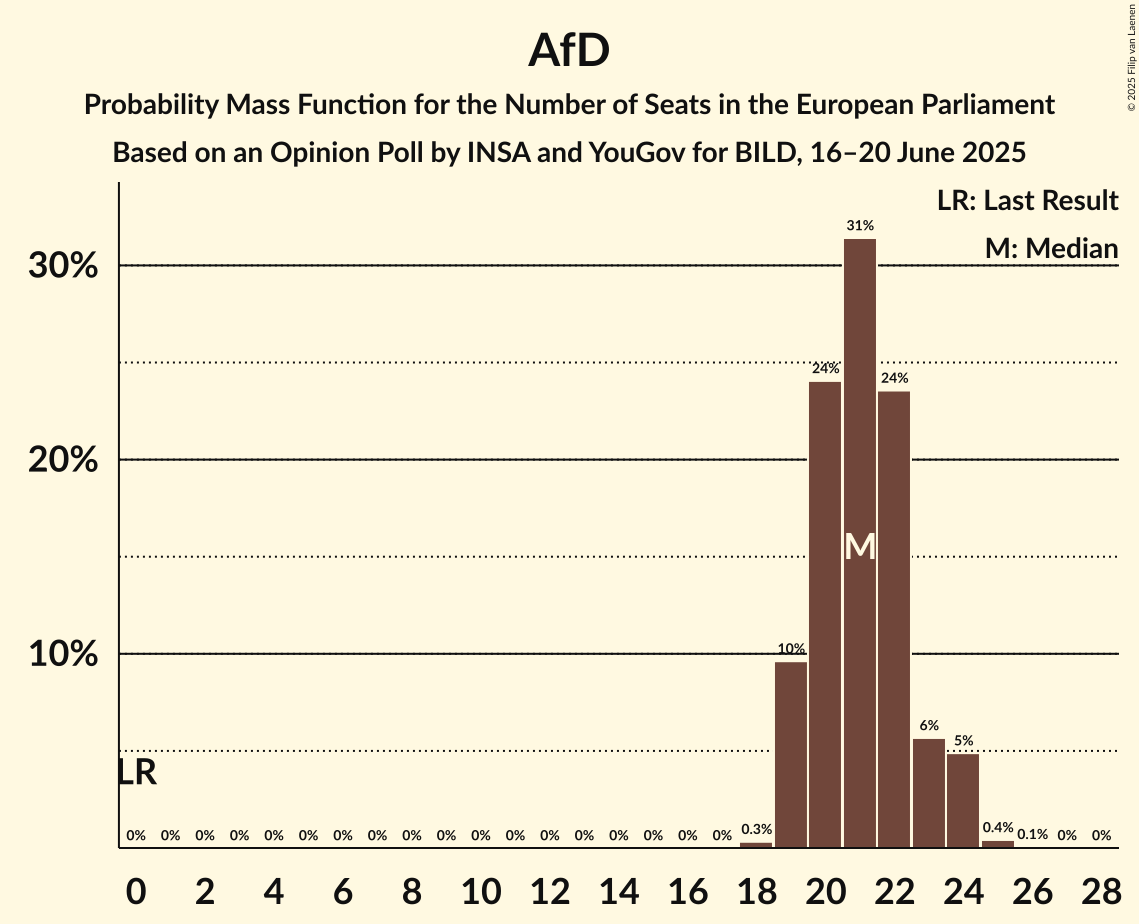 AfD
Probability Mass Function for the Number of Seats in the European Parliament
Based on an Opinion Poll by INSA and YouGov for BILD, 16–20 June 2025
© 2025 Filip van Laenen
LR: Last Result
M: Median
30%
20%
10%
31%
24%
24%
M
10%
6%
5%
LR
0% 0% 0% 0% 0% 0% 0% 0% 0% 0% 0% 0% 0% 0% 0% 0% 0% 0% 0.3% 0.4% 0.1% 0% 0%
0 2 4 6 8 10 12 14 16 18 20 22 24 26 28